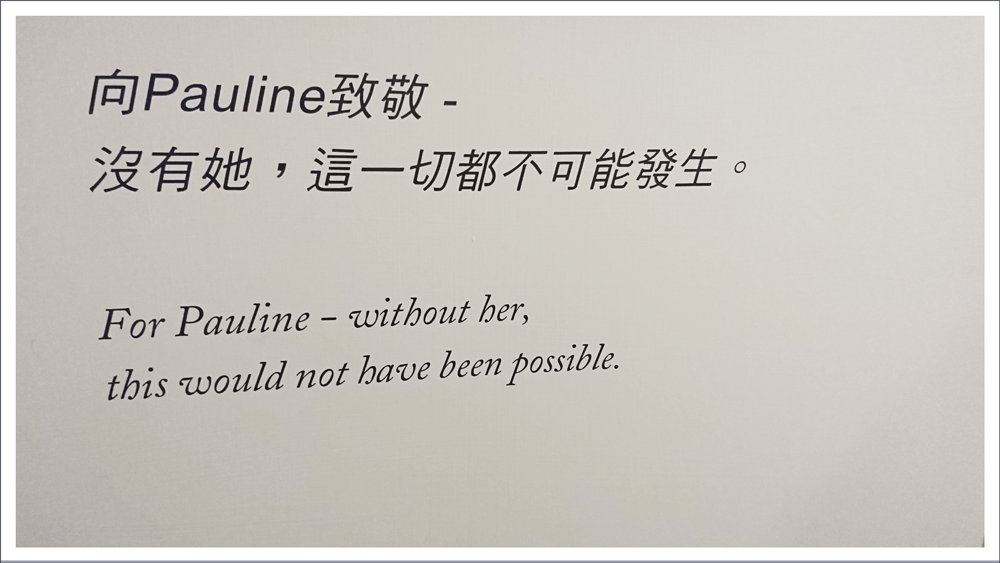 向Pauline致敬 -
沒有她，這一切都不可能發生。
For Pauline – without her,
this would not have been possible.